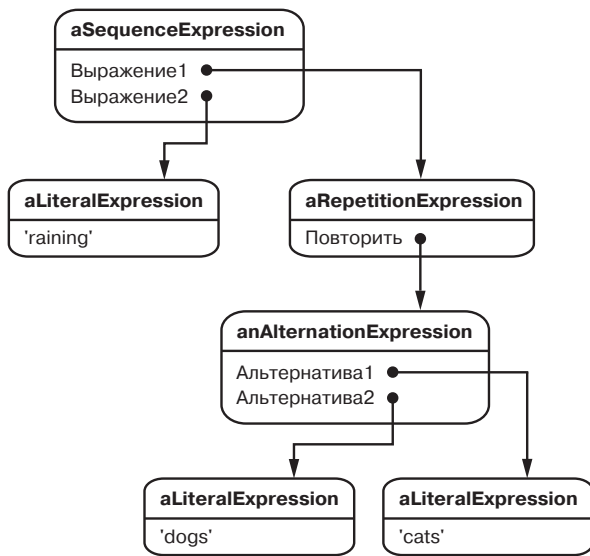 aSequenceExpression
Выражение1
Выражение2
aLiteralExpression
'raining'
aRepetitionExpression
Повторить
anAlternationExpression
Альтернатива1
Альтернатива2
aLiteralExpression
'dogs'
aLiteralExpression
'cats'